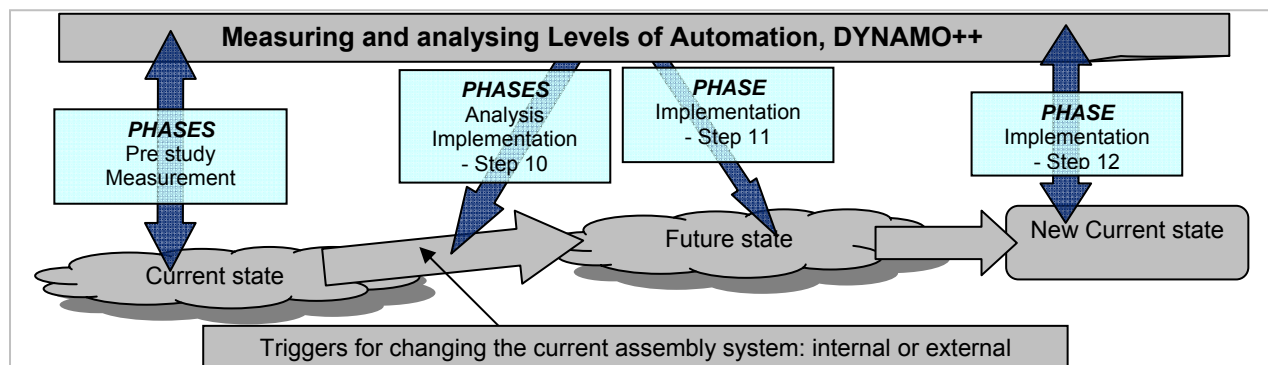 Measuring and analysing Levels of Automation, DYNAMO++
PHASES
Pre study
Measurement
PHASES
Analysis
Implementation
- Step 10
PHASE
Implementation
- Step 11
PHASE
Implementation
- Step 12
Current state
Future state
New Current state
Triggers for changing the current assembly system: internal or external